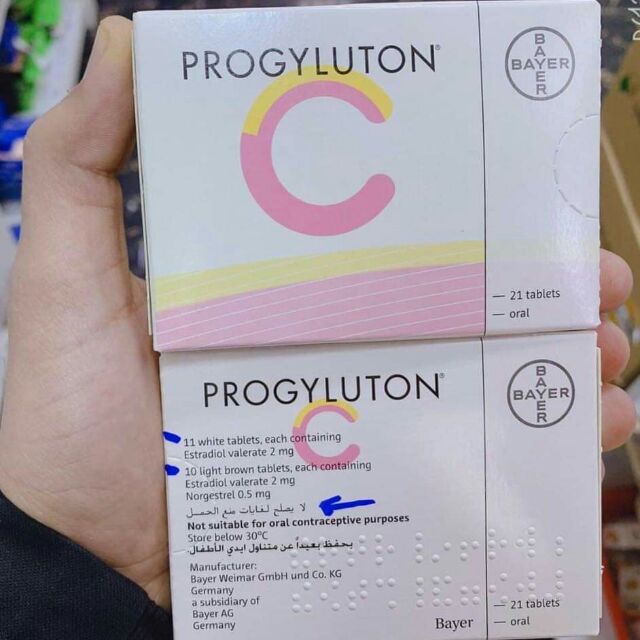 PROGYLUTON®
BAYER
BAYER
21 tablets
oral
PROGYLUTON®
BAYER
BAYER
11 white tablets, each containing
Estradiol valerate 2 mg
10 light brown tablets, each containing
Estradiol valerate 2 mg
Norgestrel 0.5 mg
لا يصلح لغايات منع الحمل
Not suitable for oral contraceptive purposes
Store below 30°C
يحفظ بعيداً عن متناول ايدي الأطفال
Manufacturer:
Bayer Weimar GmbH und Co. KG
Germany
a subsidiary of
Bayer AG
Germany
Bayer
21 tablets
oral